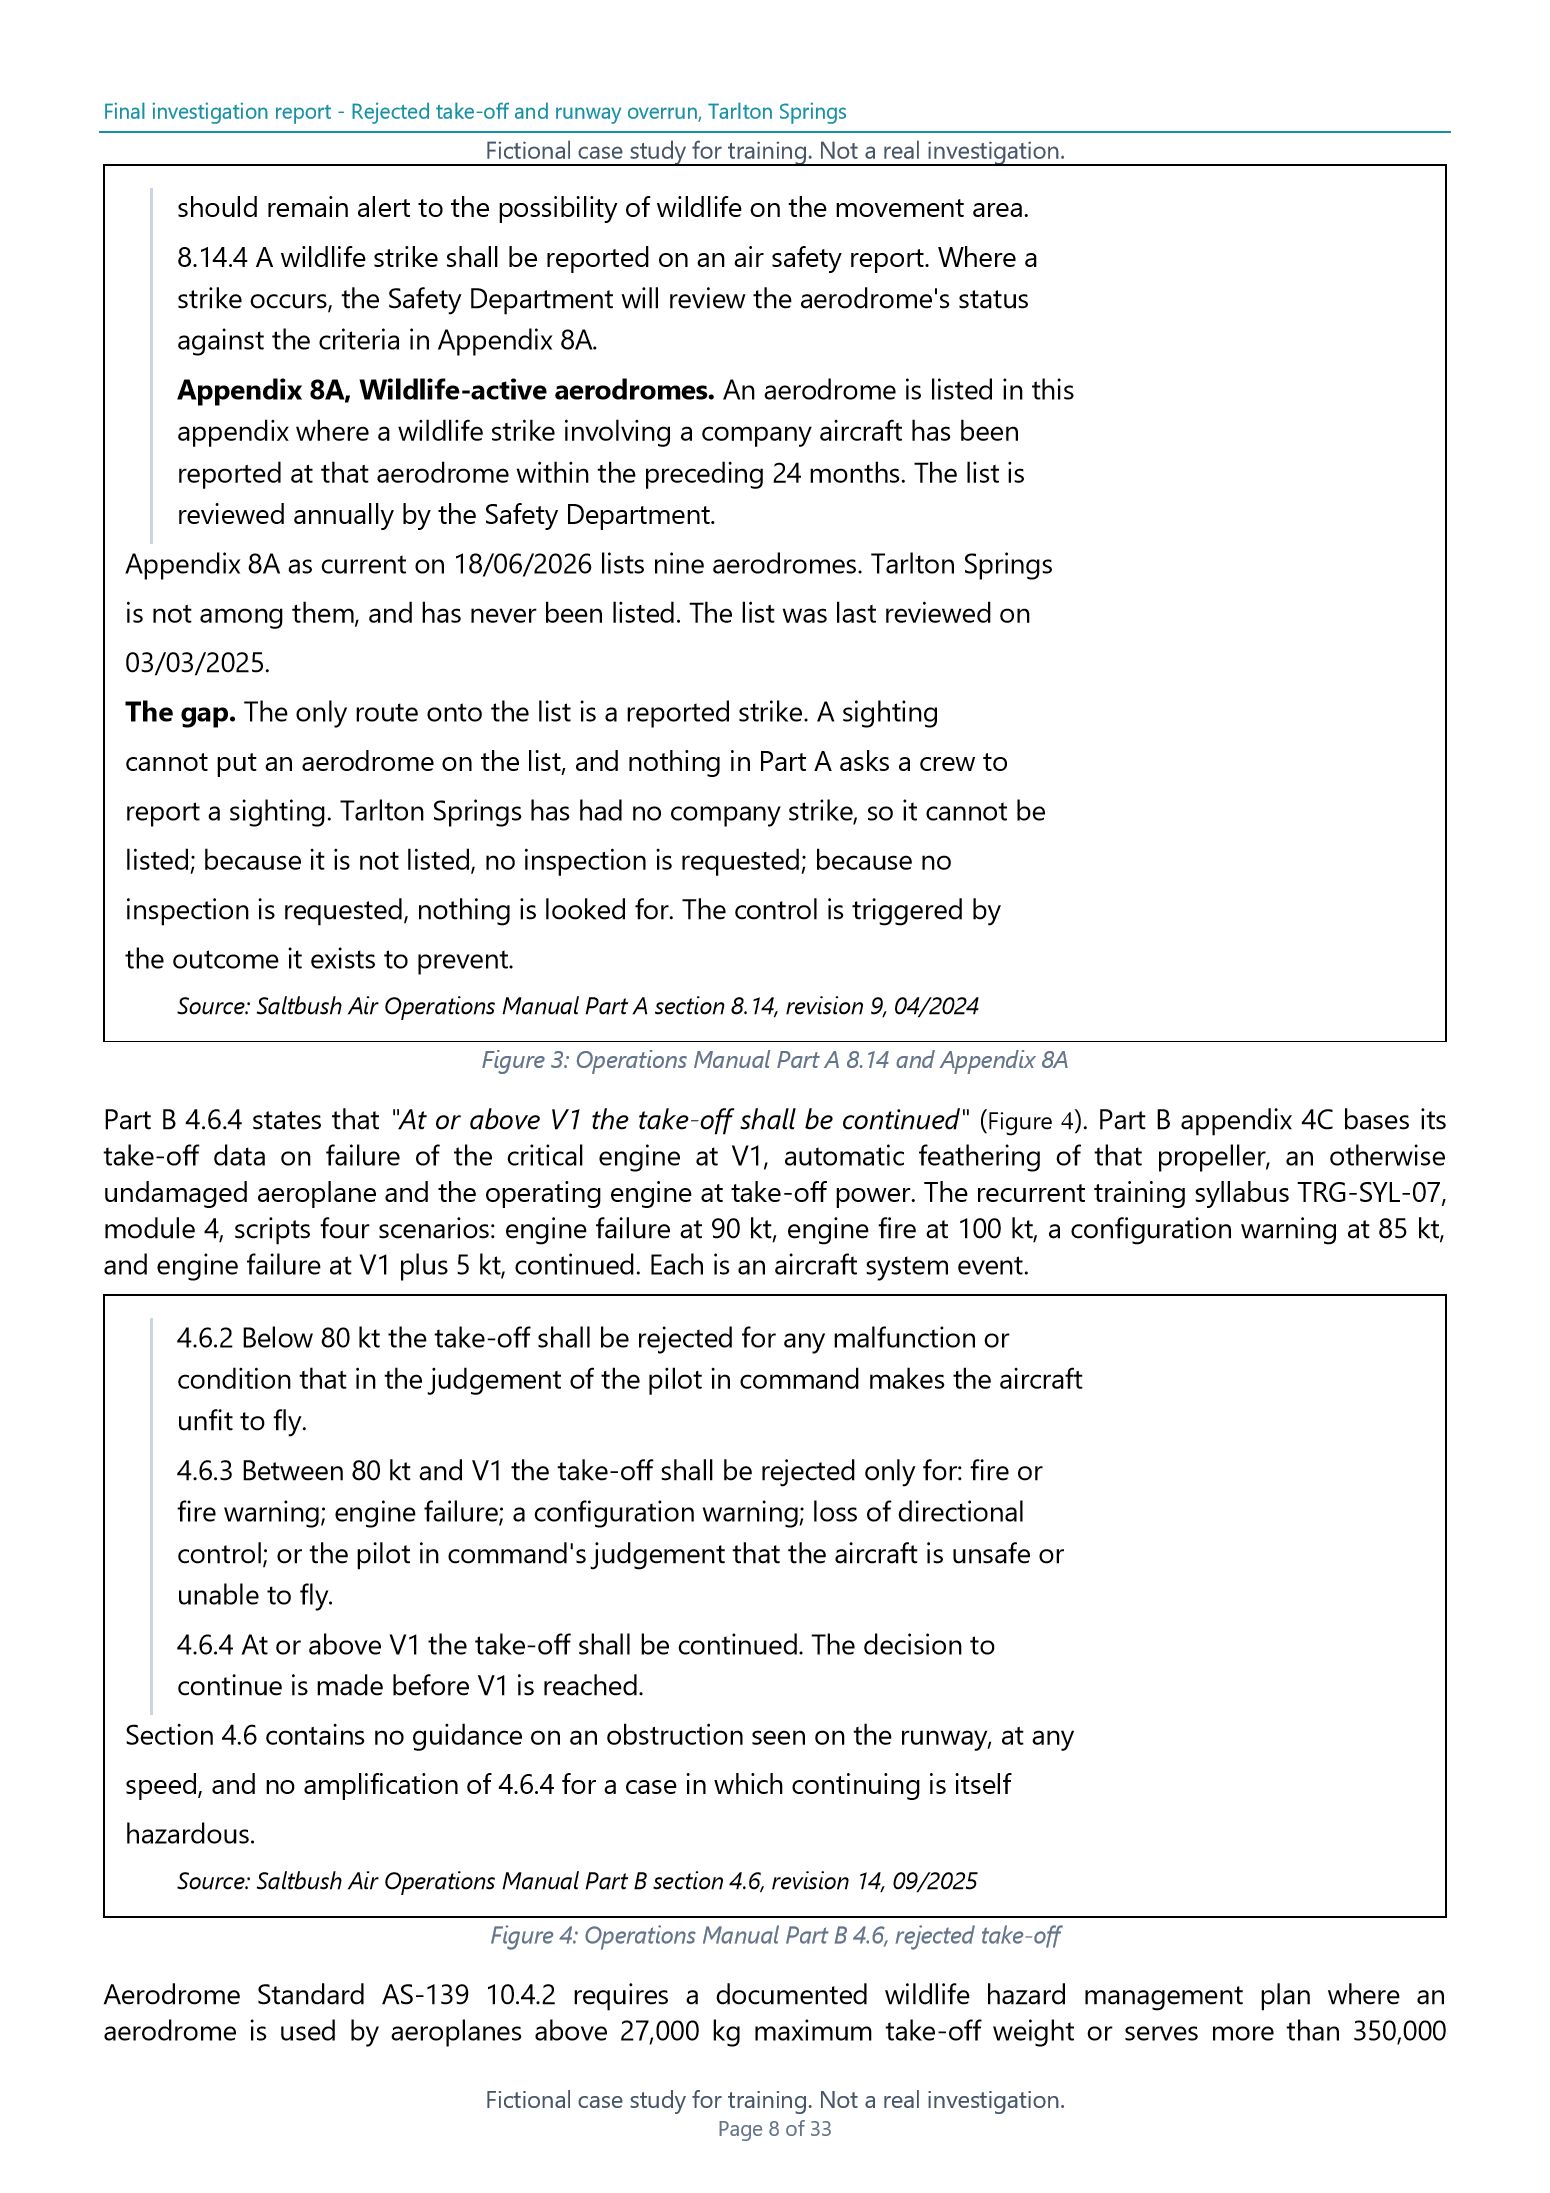 Final investigation report - Rejected take-off and runway overrun, Tarlton Springs
Fictional case study for training. Not a real investigation.
should remain alert to the possibility of wildlife on the movement area.
8.14.4 A wildlife strike shall be reported on an air safety report. Where a
strike occurs, the Safety Department will review the aerodrome's status
against the criteria in Appendix 8A.
Appendix 8A, Wildlife-active aerodromes. An aerodrome is listed in this
appendix where a wildlife strike involving a company aircraft has been
reported at that aerodrome within the preceding 24 months. The list is
reviewed annually by the Safety Department.
Appendix 8A as current on 18/06/2026 lists nine aerodromes. Tarlton Springs
is not among them, and has never been listed. The list was last reviewed on
03/03/2025.
The gap. The only route onto the list is a reported strike. A sighting
cannot put an aerodrome on the list, and nothing in Part A asks a crew to
report a sighting. Tarlton Springs has had no company strike, so it cannot be
listed; because it is not listed, no inspection is requested; because no
inspection is requested, nothing is looked for. The control is triggered by
the outcome it exists to prevent.
Source: Saltbush Air Operations Manual Part A section 8.14, revision 9, 04/2024
Figure 3: Operations Manual Part A 8.14 and Appendix 8A
Part B 4.6.4 states that "At or above V1 the take-off shall be continued" (Figure 4). Part B appendix 4C bases its
take-off data on failure of the critical engine at V1, automatic feathering of that propeller, an otherwise
undamaged aeroplane and the operating engine at take-off power. The recurrent training syllabus TRG-SYL-07,
module 4, scripts four scenarios: engine failure at 90 kt, engine fire at 100 kt, a configuration warning at 85 kt,
and engine failure at V1 plus 5 kt, continued. Each is an aircraft system event.
4.6.2 Below 80 kt the take-off shall be rejected for any malfunction or
condition that in the judgement of the pilot in command makes the aircraft
unfit to fly.
4.6.3 Between 80 kt and V1 the take-off shall be rejected only for: fire or
fire warning; engine failure; a configuration warning; loss of directional
control; or the pilot in command's judgement that the aircraft is unsafe or
unable to fly.
4.6.4 At or above V1 the take-off shall be continued. The decision to
continue is made before V1 is reached.
Section 4.6 contains no guidance on an obstruction seen on the runway, at any
speed, and no amplification of 4.6.4 for a case in which continuing is itself
hazardous.
Source: Saltbush Air Operations Manual Part B section 4.6, revision 14, 09/2025
Figure 4: Operations Manual Part B 4.6, rejected take-off
Aerodrome Standard AS-139 10.4.2 requires a documented wildlife hazard management plan where an
aerodrome is used by aeroplanes above 27,000 kg maximum take-off weight or serves more than 350,000
Fictional case study for training. Not a real investigation.
Page 8 of 33